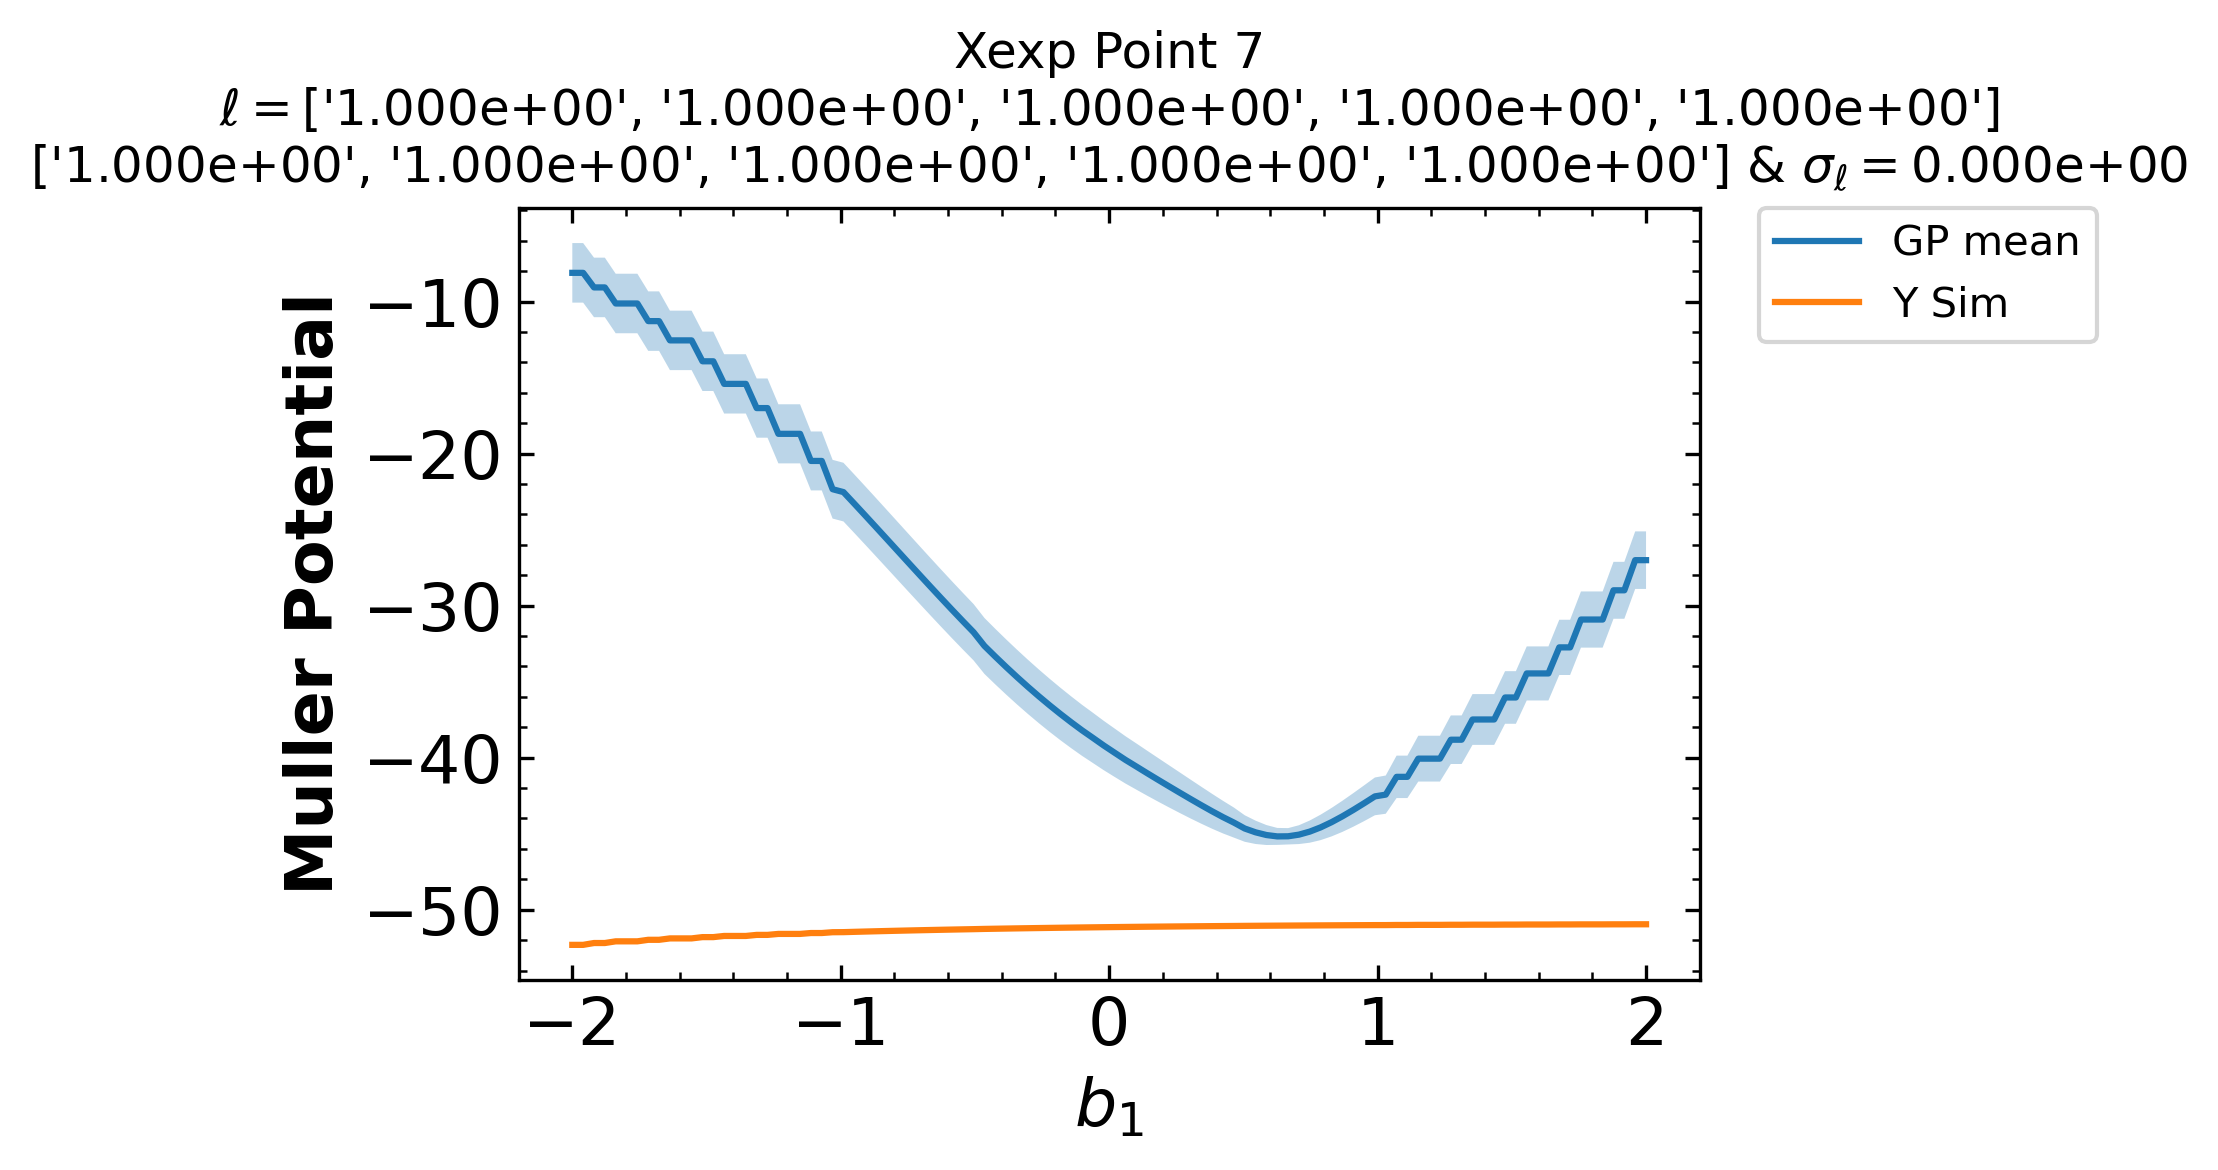 Xexp Point 7
ℓ = ['1.000e+00', '1.000e+00', '1.000e+00', '1.000e+00', '1.000e+00']
['1.000e+00', '1.000e+00', '1.000e+00', '1.000e+00', '1.000e+00'] & σℓ = 0.000e+00
GP mean
Y Sim
Muller Potential
−10
−20
−30
−40
−50
−2 −1 0 1 2
b₁